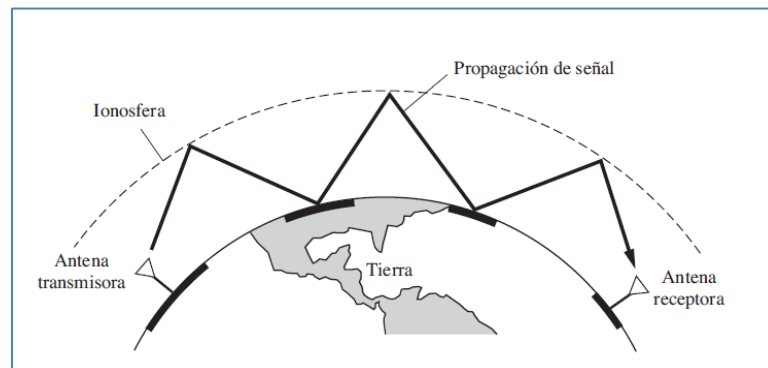 Propagación de señal
Ionosfera
Antena
transmisora
Tierra
Antena
receptora